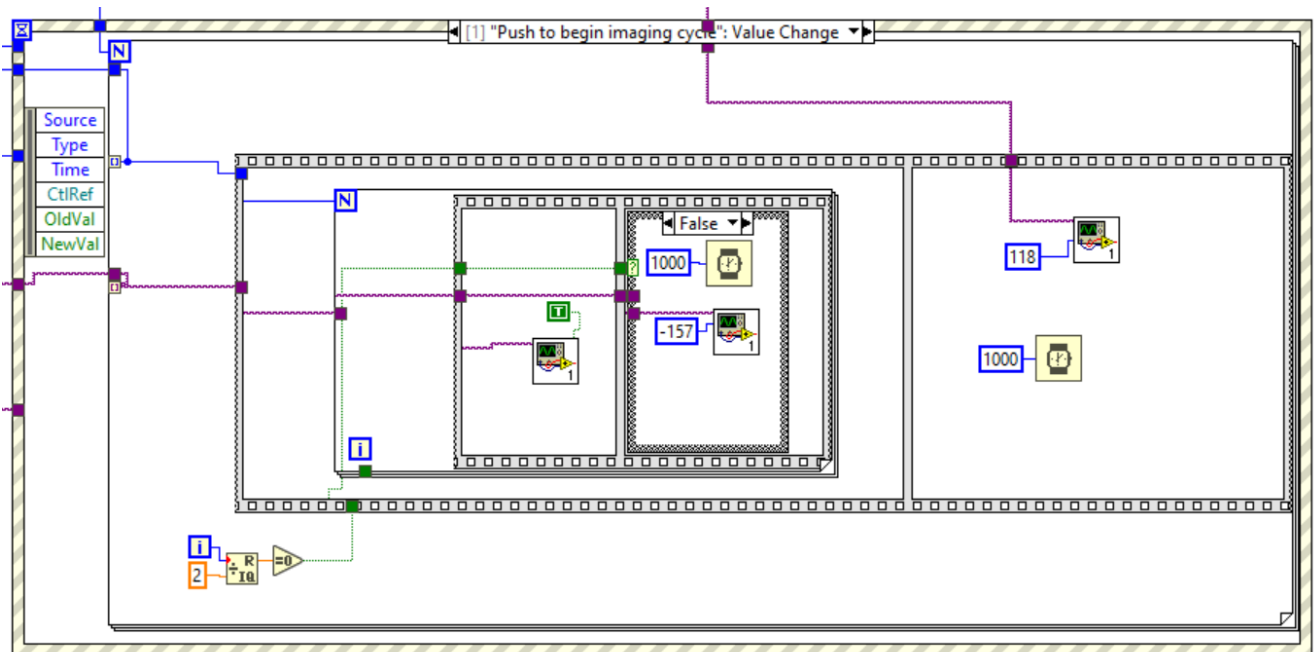 [1] "Push to begin imaging cycle": Value Change
N
Source
Type
Time
CtlRef
OldVal
NewVal
N
False
1000
?
T
-157
1
1
118
1
1000
i
i
2
R
IQ
=0